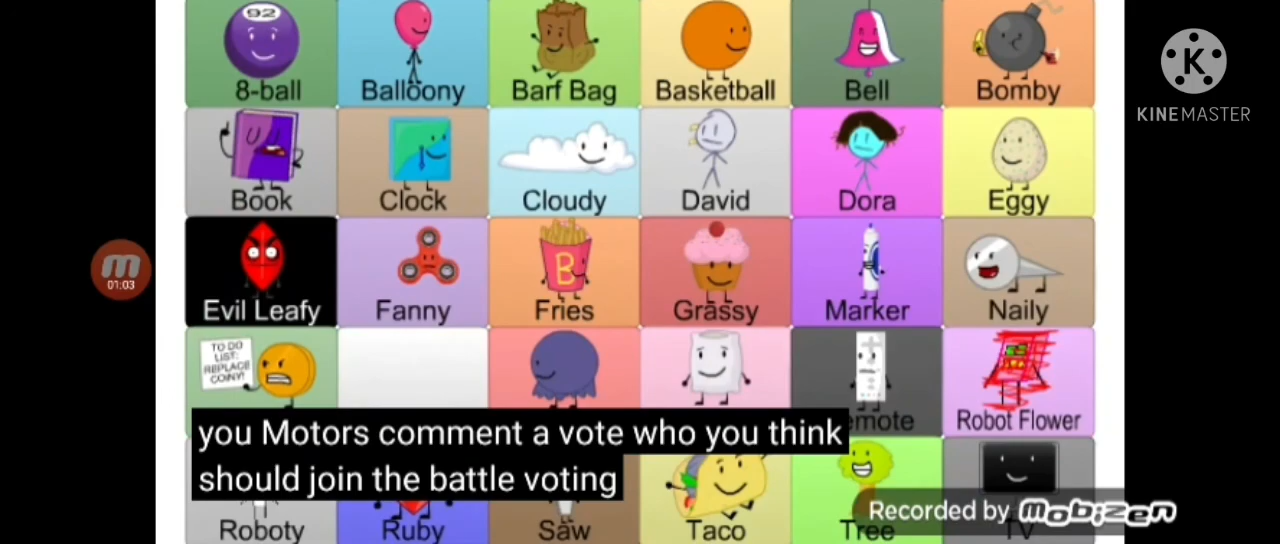 92
8-ball
Balloony
Barf Bag
Basketball
Bell
Bomby
K
KINEMASTER
Book
Clock
Cloudy
David
Dora
Eggy
01:03
B
Evil Leafy
Fanny
Fries
Grassy
Marker
Naily
TO DO
LIST:
REPLACE
COINY!
emote
Robot Flower
you Motors comment a vote who you think
should join the battle voting
Roboty
Ruby
Saw
Taco
Tree
TV
Recorded by mobizen